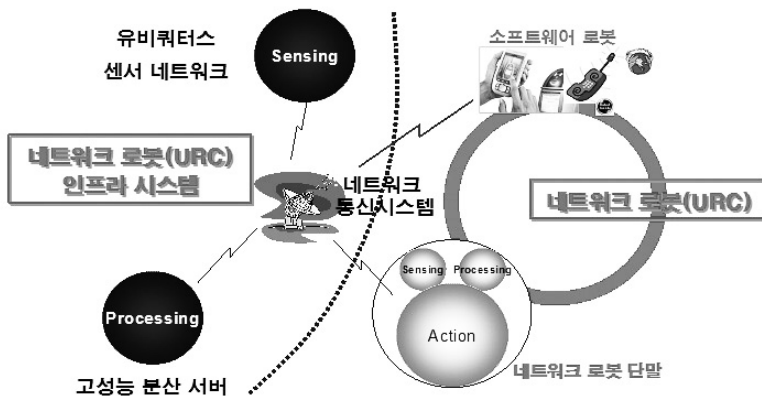 유비쿼터스
센서 네트워크
Sensing
소프트웨어 로봇
네트워크 로봇(URC)
인프라 시스템
네트워크
통신시스템
네트워크 로봇(URC)
Sensing
Processing
Action
Processing
네트워크 로봇 단말
고성능 분산 서버